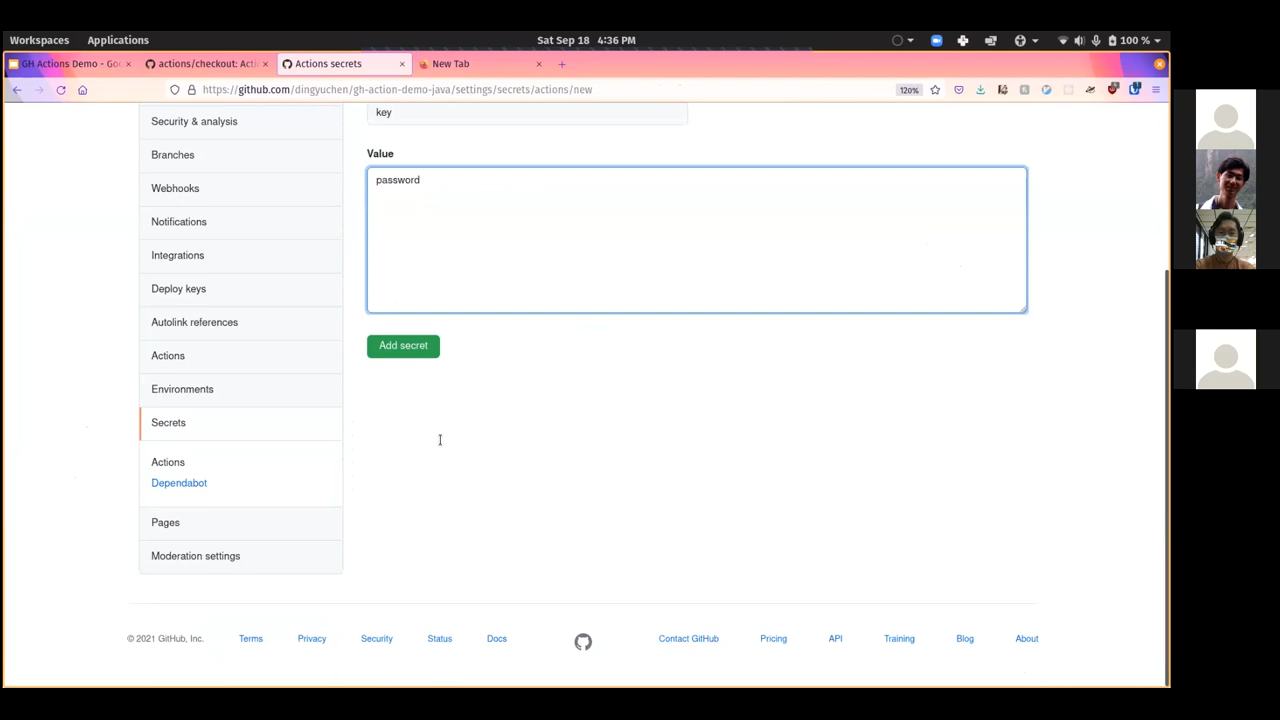 Workspaces Applications Sat Sep 18 4:36 PM 100 %
GH Actions Demo - Goo actions/checkout: Acti Actions secrets New Tab
https://github.com/dingyuchen/gh-action-demo-java/settings/secrets/actions/new 120%
key
Security & analysis
Value
Branches
password
Webhooks
Notifications
Integrations
Deploy keys
Autolink references
Add secret
Actions
Environments
Secrets
Actions
Dependabot
Pages
Moderation settings
© 2021 GitHub, Inc. Terms Privacy Security Status Docs Contact GitHub Pricing API Training Blog About